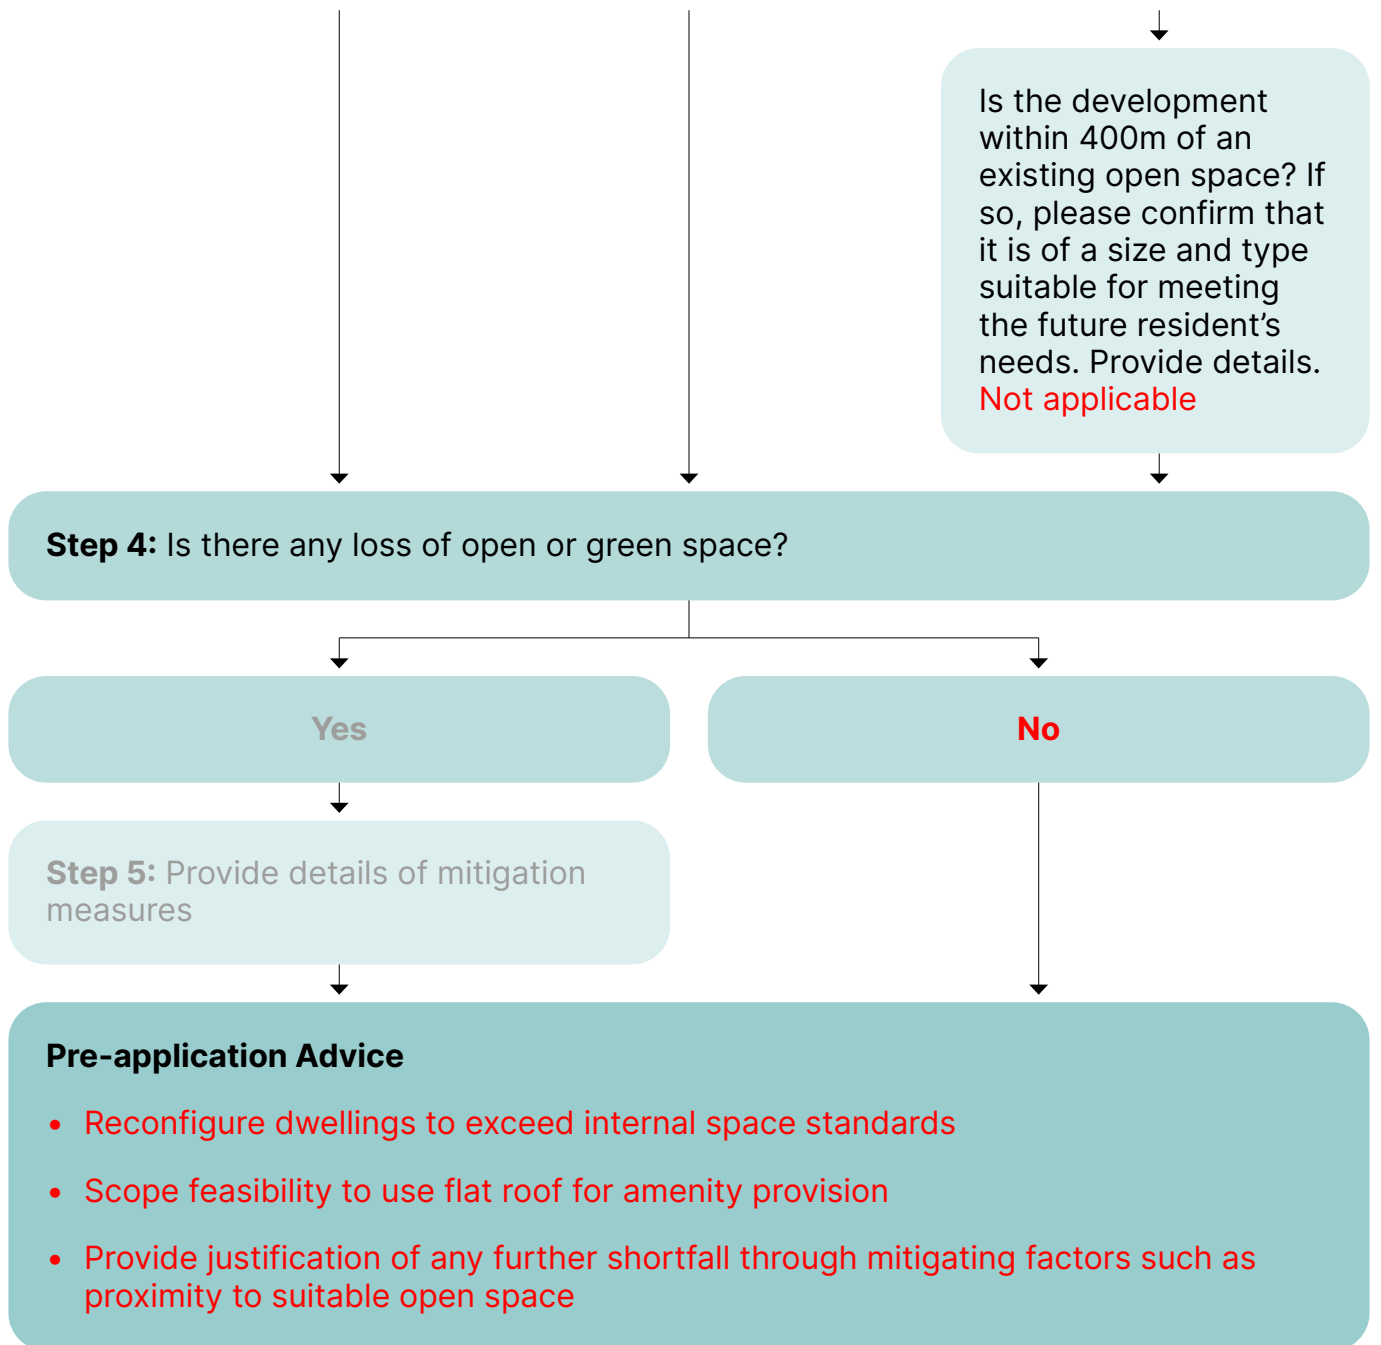 Is the development
within 400m of an
existing open space? If
so, please confirm that
it is of a size and type
suitable for meeting
the future resident’s
needs. Provide details.
Not applicable
Step 4: Is there any loss of open or green space?
Yes
No
Step 5: Provide details of mitigation
measures
Pre-application Advice
• Reconfigure dwellings to exceed internal space standards
• Scope feasibility to use flat roof for amenity provision
• Provide justification of any further shortfall through mitigating factors such as
proximity to suitable open space